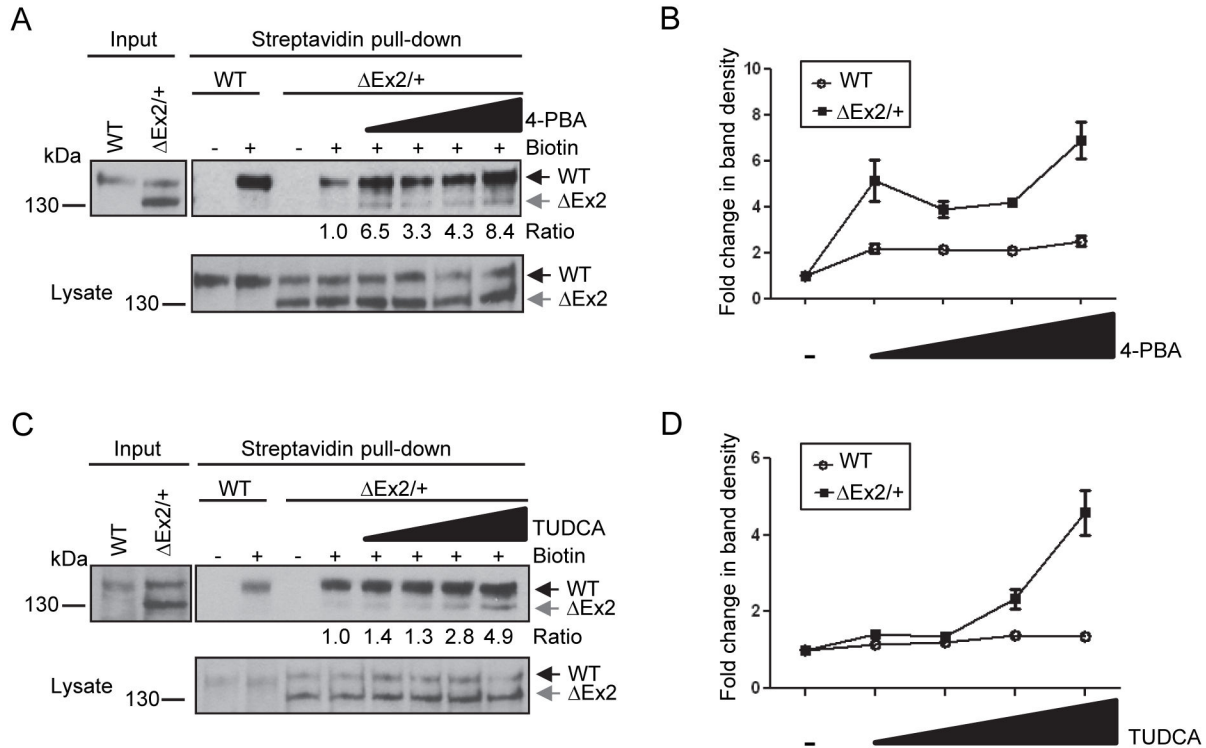 A
Input Streptavidin pull-down
WT ΔEx2/+
WT ΔEx2/+ 4-PBA
kDa - + - + + + + + Biotin
WT
130 ΔEx2
1.0 6.5 3.3 4.3 8.4 Ratio
WT
Lysate 130 ΔEx2
B
Fold change in band density
10
8
6
4
2
0
WT
ΔEx2/+
- 4-PBA
C
Input Streptavidin pull-down
WT ΔEx2/+
WT ΔEx2/+ TUDCA
kDa - + - + + + + + Biotin
WT
130 ΔEx2
1.0 1.4 1.3 2.8 4.9 Ratio
WT
Lysate 130 ΔEx2
D
Fold change in band density
6
4
2
0
WT
ΔEx2/+
- TUDCA